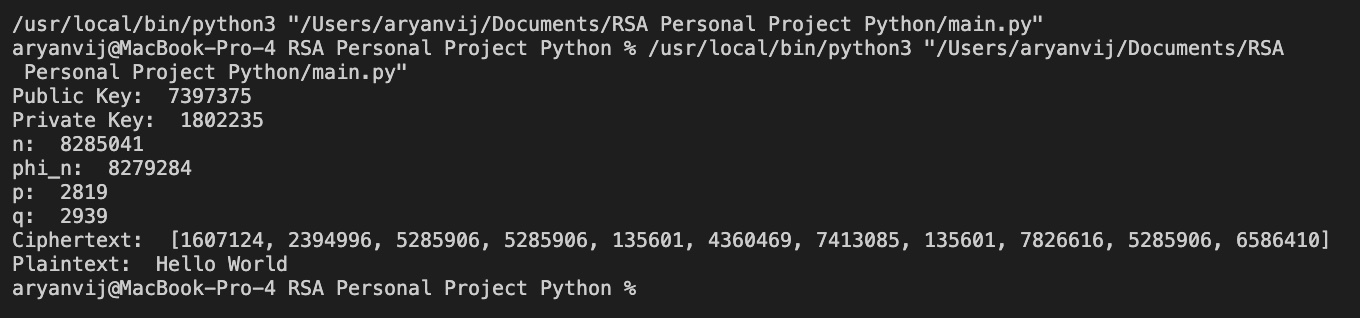 /usr/local/bin/python3 "/Users/aryanvij/Documents/RSA Personal Project Python/main.py"
aryanvij@MacBook-Pro-4 RSA Personal Project Python % /usr/local/bin/python3 "/Users/aryanvij/Documents/RSA
 Personal Project Python/main.py"
Public Key:  7397375
Private Key:  1802235
n:  8285041
phi_n:  8279284
p:  2819
q:  2939
Ciphertext:  [1607124, 2394996, 5285906, 5285906, 135601, 4360469, 7413085, 135601, 7826616, 5285906, 6586410]
Plaintext:  Hello World
aryanvij@MacBook-Pro-4 RSA Personal Project Python %